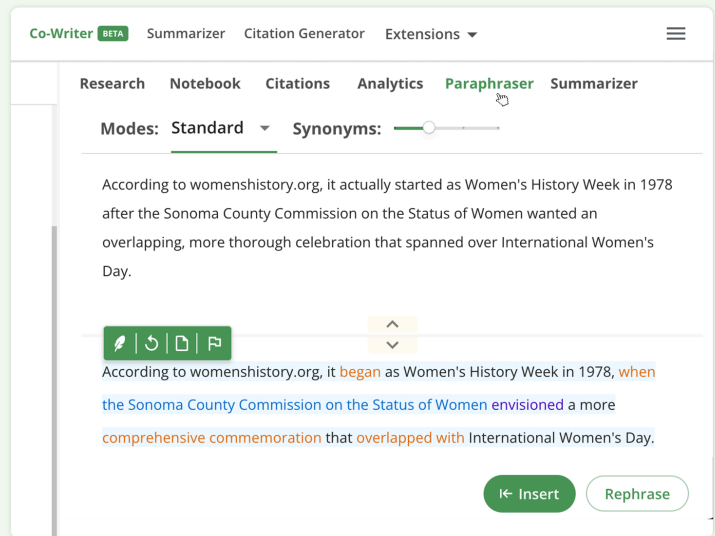 Co-Writer BETA Summarizer Citation Generator Extensions
Research Notebook Citations Analytics Paraphraser Summarizer
Modes: Standard Synonyms:
According to womenshistory.org, it actually started as Women's History Week in 1978
after the Sonoma County Commission on the Status of Women wanted an
overlapping, more thorough celebration that spanned over International Women's
Day.
According to womenshistory.org, it began as Women's History Week in 1978, when
the Sonoma County Commission on the Status of Women envisioned a more
comprehensive commemoration that overlapped with International Women's Day.
Insert Rephrase